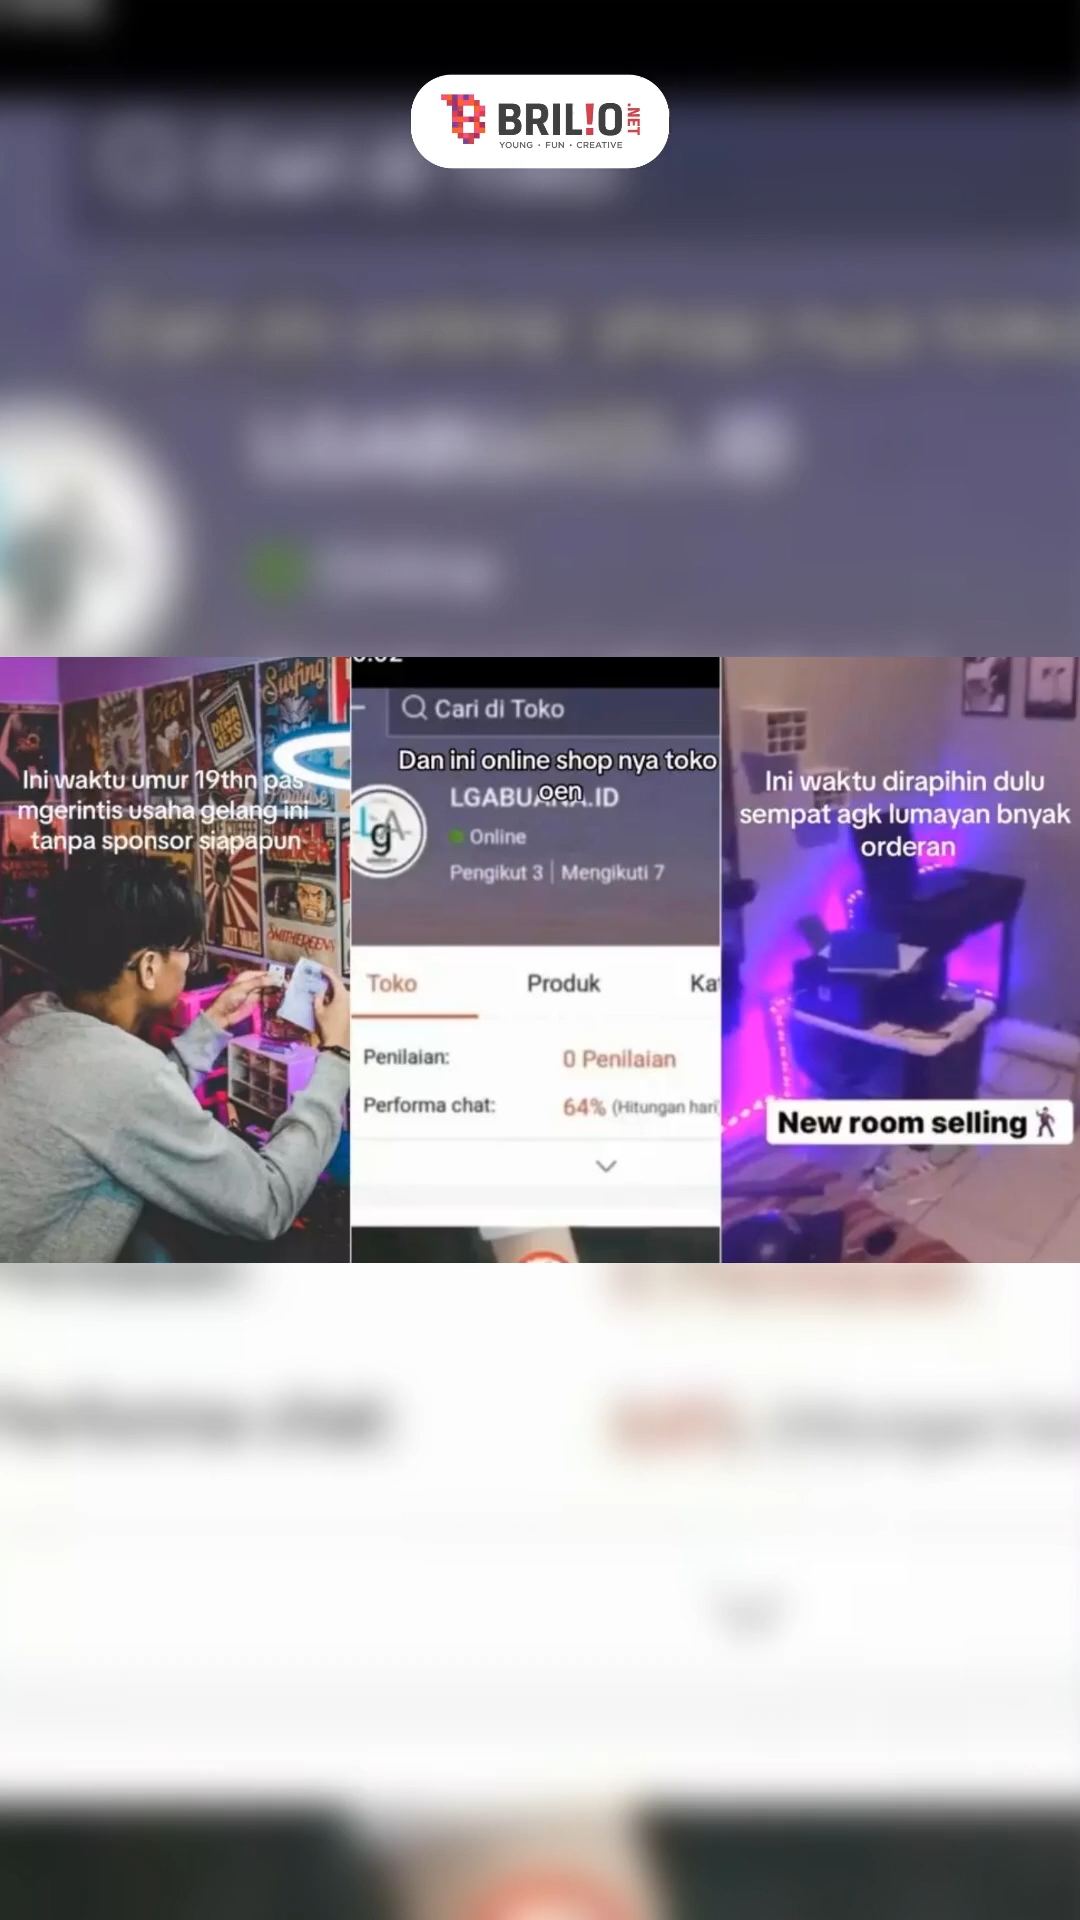 BRIL!O.NET
YOUNG • FUN • CREATIVE
Surfing
Ini waktu umur 19thn pas
mgerintis usaha gelang ini
tanpa sponsor siapapun
Cari di Toko
Dan ini online shop nya toko
oen
Online
Pengikut 3 | Mengikuti 7
Toko
Produk
Penilaian:
0 Penilaian
Performa chat:
64% (Hitungan hari
Ini waktu dirapihin dulu
sempat agk lumayan bnyak
orderan
New room selling